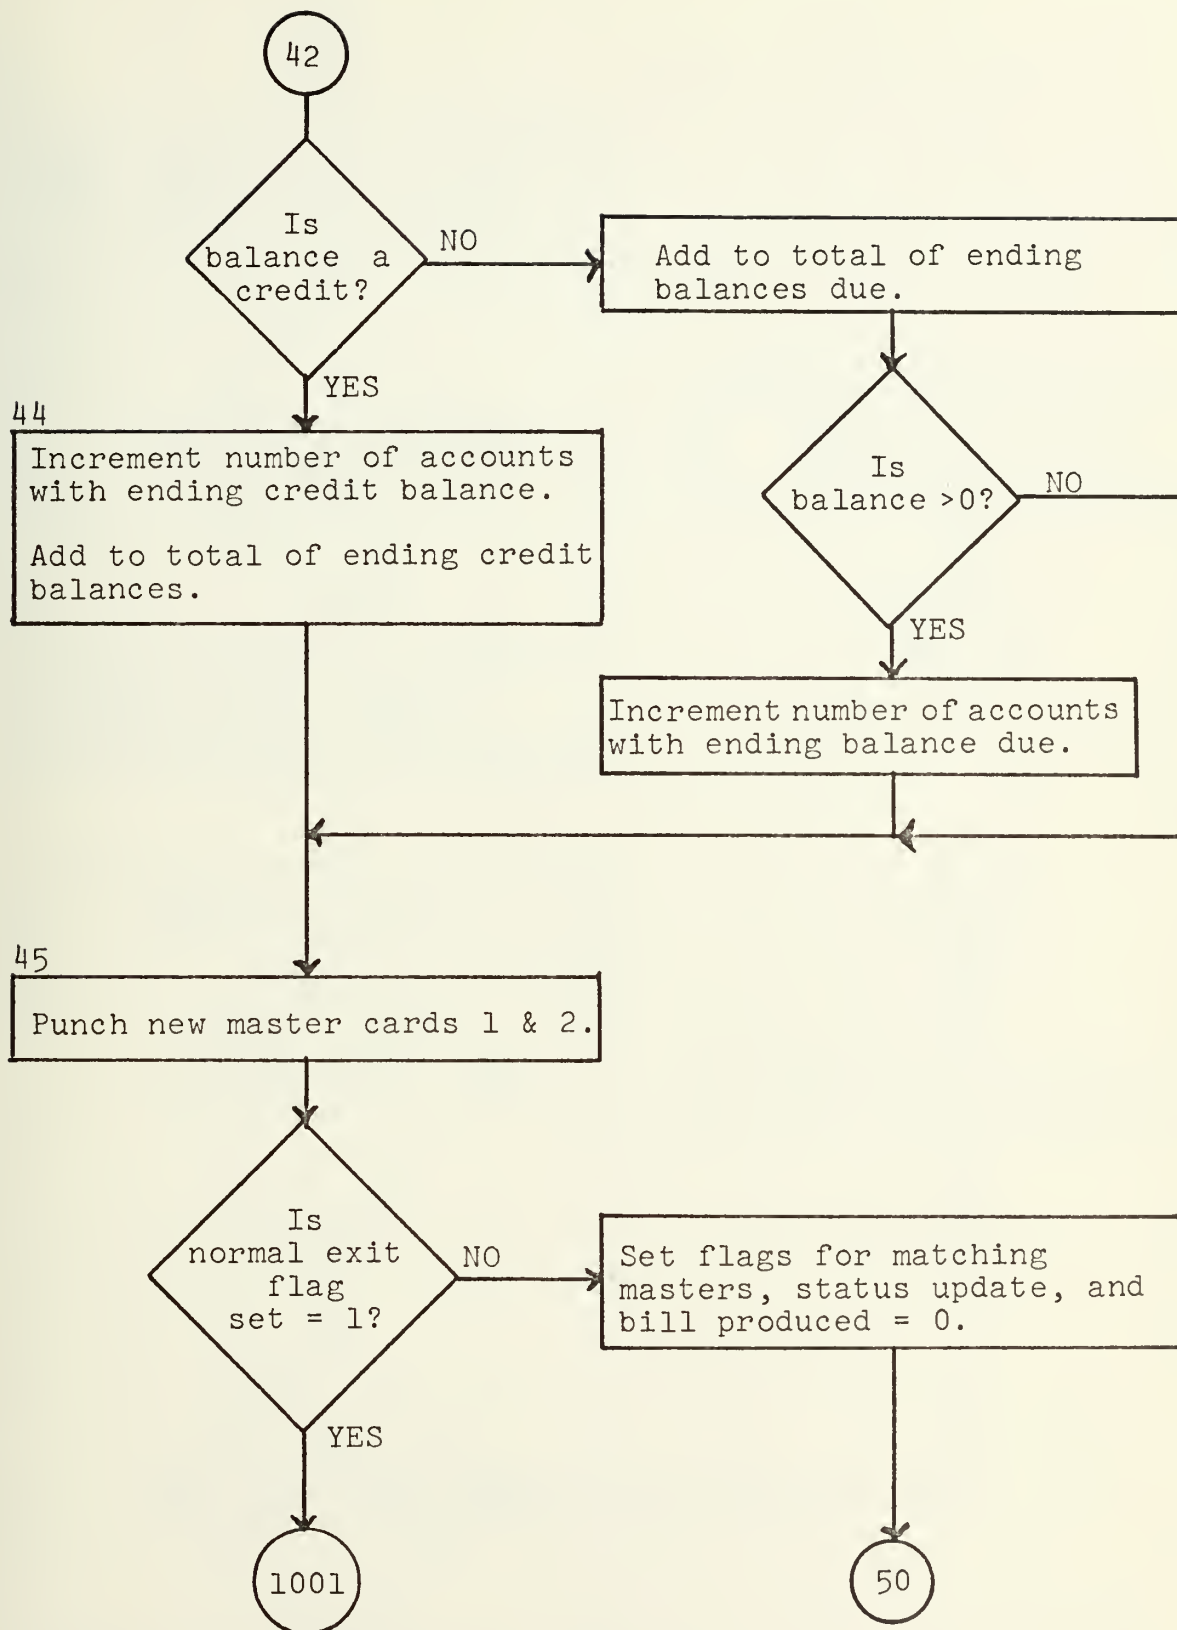 42
Is
balance a
credit?
NO
Add to total of ending
balances due.
YES
44
Increment number of accounts
with ending credit balance.
Add to total of ending credit
balances.
Is
balance >0?
NO
YES
Increment number of accounts
with ending balance due.
45
Punch new master cards 1 & 2.
Is
normal exit
flag
set = 1?
NO
Set flags for matching
masters, status update, and
bill produced = 0.
YES
1001
50